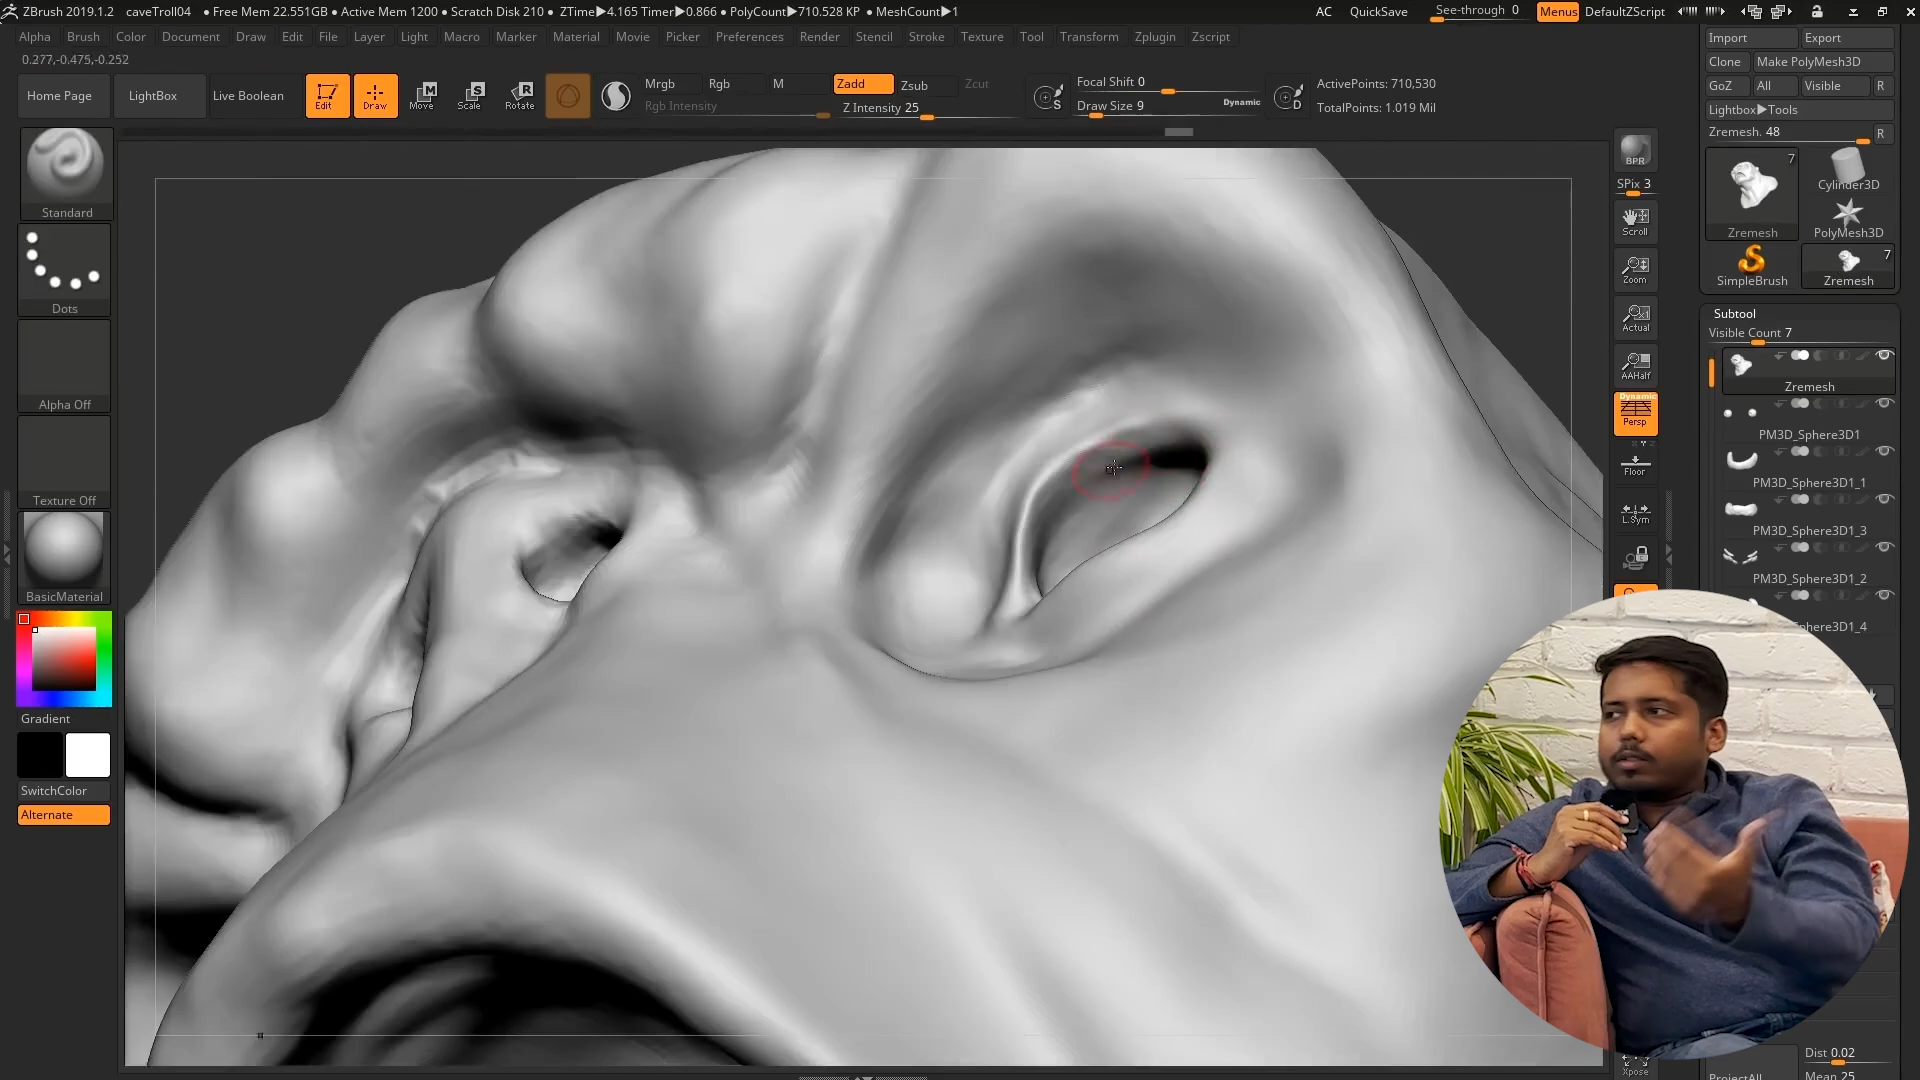 ZBrush 2019.1.2 caveTroll04 • Free Mem 22.551GB • Active Mem 1200 • Scratch Disk 210 • ZTime▶4.165 Timer▶0.866 • PolyCount▶710.528 KP • MeshCount▶1 AC QuickSave See-through 0 Menus DefaultZScript
Alpha Brush Color Document Draw Edit File Layer Light Macro Marker Material Movie Picker Preferences Render Stencil Stroke Texture Tool Transform Zplugin Zscript
0.277,-0.475,-0.252
Home Page LightBox Live Boolean Edit Draw Move Scale Rotate
Mrgb Rgb M Zadd Zsub Zcut
Rgb Intensity Z Intensity 25
Focal Shift 0
Draw Size 9 Dynamic
ActivePoints: 710,530
TotalPoints: 1.019 Mil
Standard
Dots
Alpha Off
Texture Off
BasicMaterial
Gradient
SwitchColor
Alternate
BPR
SPix 3
Scroll
Zoom
Actual
AAHalf
Dynamic
Persp
Floor
L.Sym
Xpose
Import Export
Clone Make PolyMesh3D
GoZ All Visible R
Lightbox▶Tools
Zremesh. 48 R
7
Zremesh
Cylinder3D
PolyMesh3D
SimpleBrush
7
Zremesh
Subtool
Visible Count 7
Zremesh
PM3D_Sphere3D1
PM3D_Sphere3D1_1
PM3D_Sphere3D1_3
PM3D_Sphere3D1_2
Sphere3D1_4
Dist 0.02
ProjectAll Mean 25